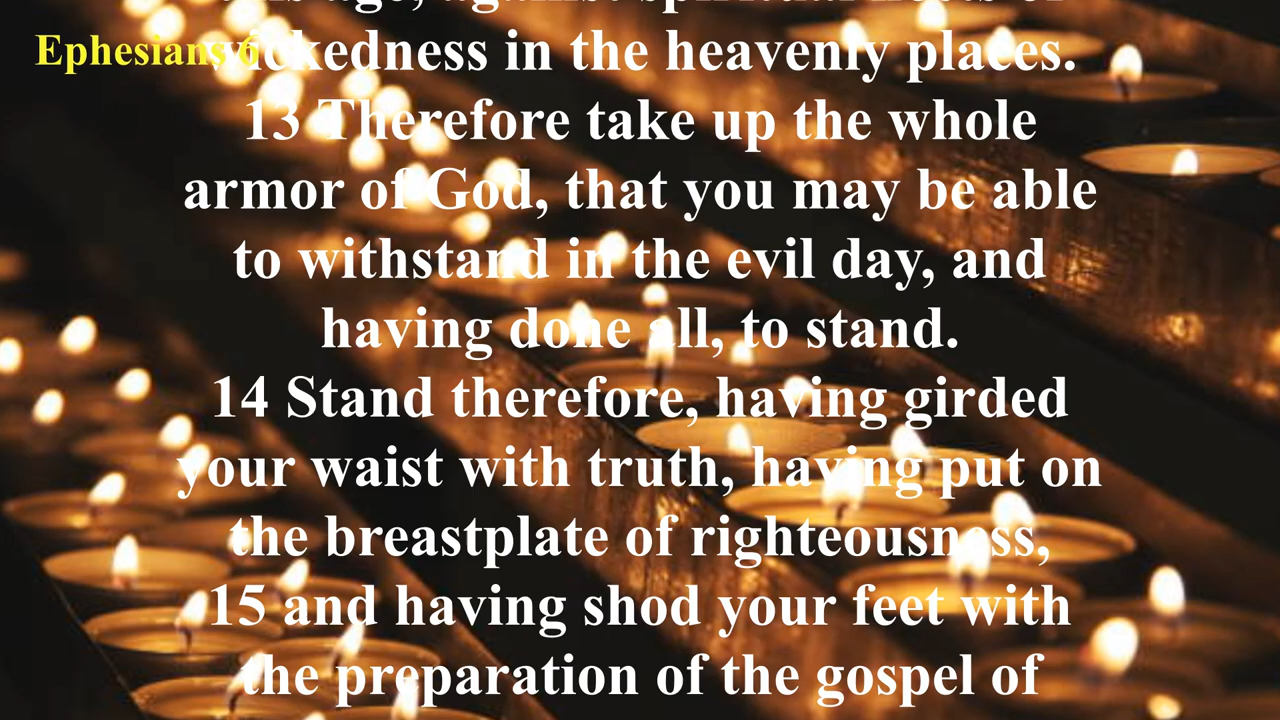 Ephesians 6
wickedness in the heavenly places.
13 Therefore take up the whole
armor of God, that you may be able
to withstand in the evil day, and
having done all, to stand.
14 Stand therefore, having girded
your waist with truth, having put on
the breastplate of righteousness,
15 and having shod your feet with
the preparation of the gospel of